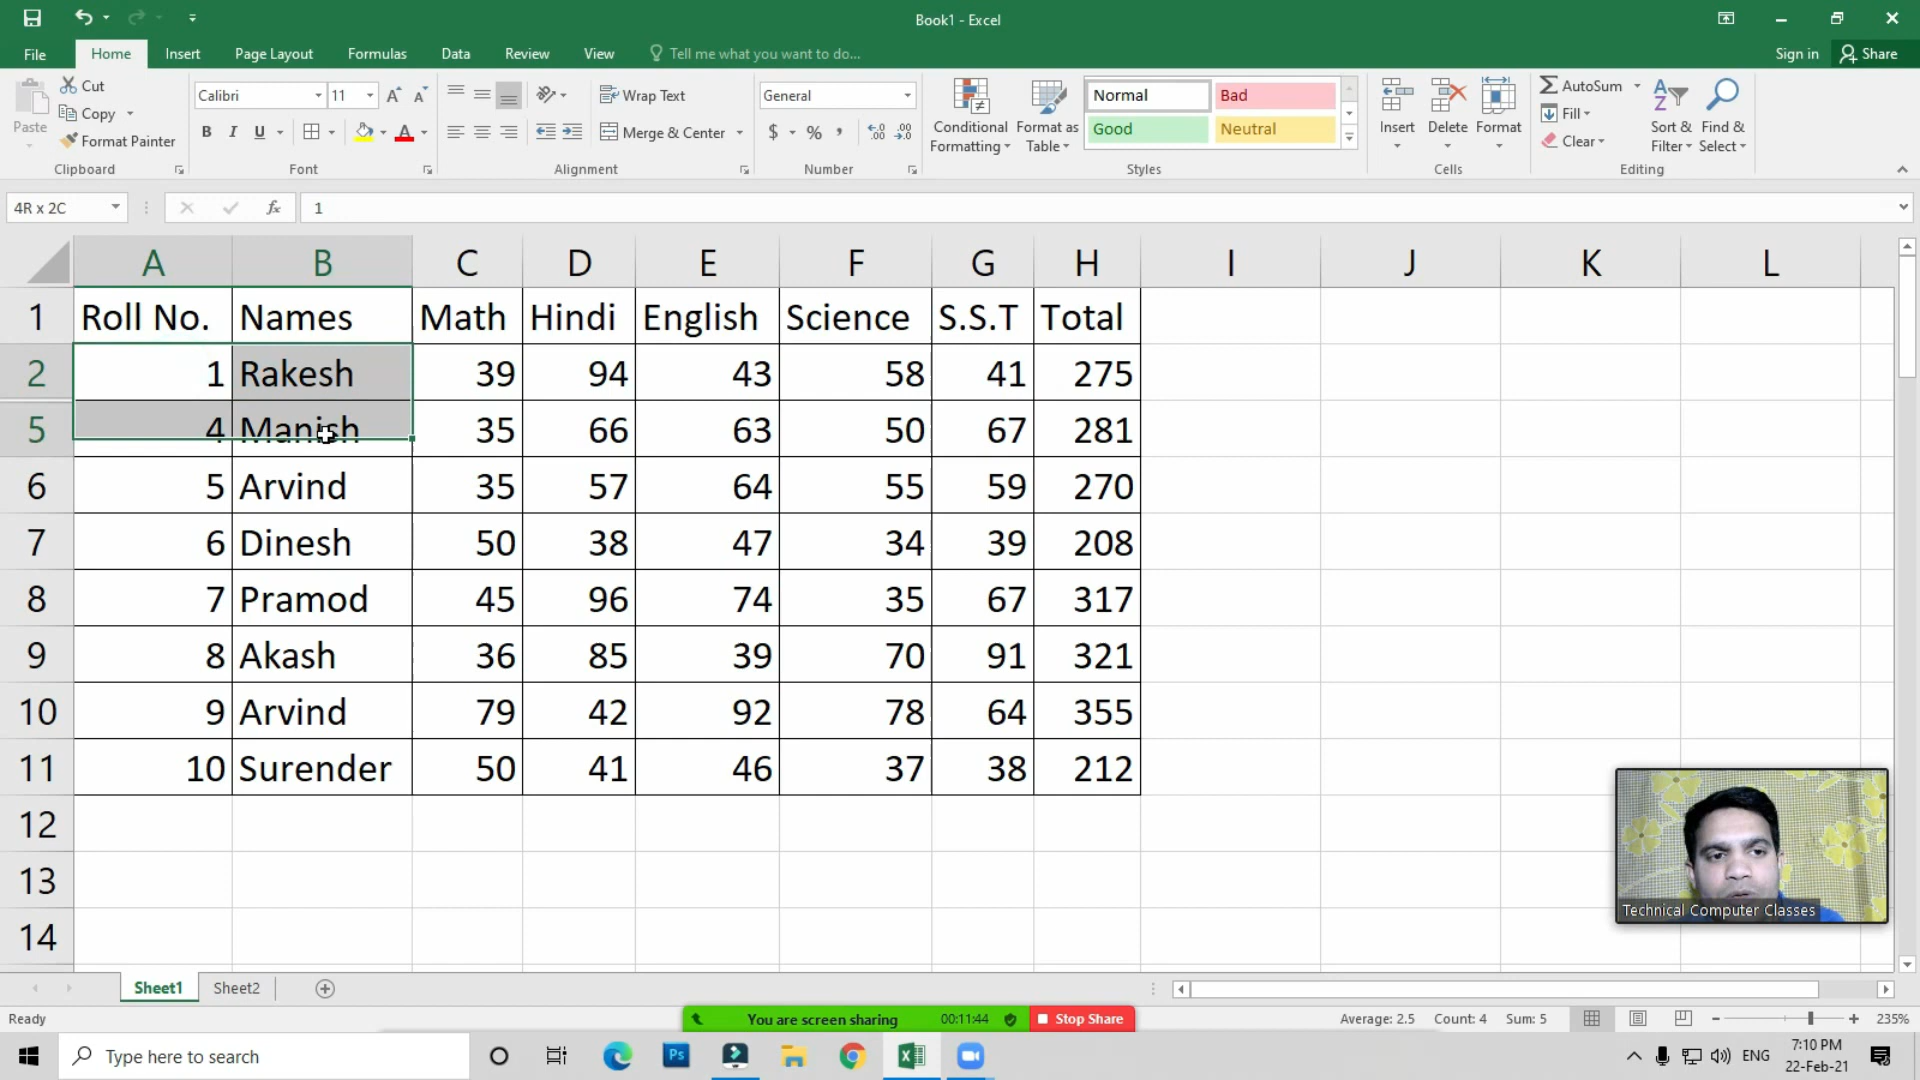 Book1 - Excel
File Home Insert Page Layout Formulas Data Review View Tell me what you want to do... Sign in Share
Paste Cut Copy Format Painter Clipboard
Calibri 11 B I U A Font
Wrap Text Merge & Center Alignment
General $ % Number
Conditional Formatting Format as Table Normal Bad Good Neutral Styles
Insert Delete Format Cells
AutoSum Fill Clear Sort & Filter Find & Select Editing
4R x 2C fx 1
A B C D E F G H I J K L
1 Roll No. Names Math Hindi English Science S.S.T Total
2 1 Rakesh 39 94 43 58 41 275
5 4 Manish 35 66 63 50 67 281
6 5 Arvind 35 57 64 55 59 270
7 6 Dinesh 50 38 47 34 39 208
8 7 Pramod 45 96 74 35 67 317
9 8 Akash 36 85 39 70 91 321
10 9 Arvind 79 42 92 78 64 355
11 10 Surender 50 41 46 37 38 212
12
13
14
Technical Computer Classes
Sheet1 Sheet2
Ready You are screen sharing 00:11:44 Stop Share Average: 2.5 Count: 4 Sum: 5 235%
Type here to search Ps ENG 7:10 PM
22-Feb-21